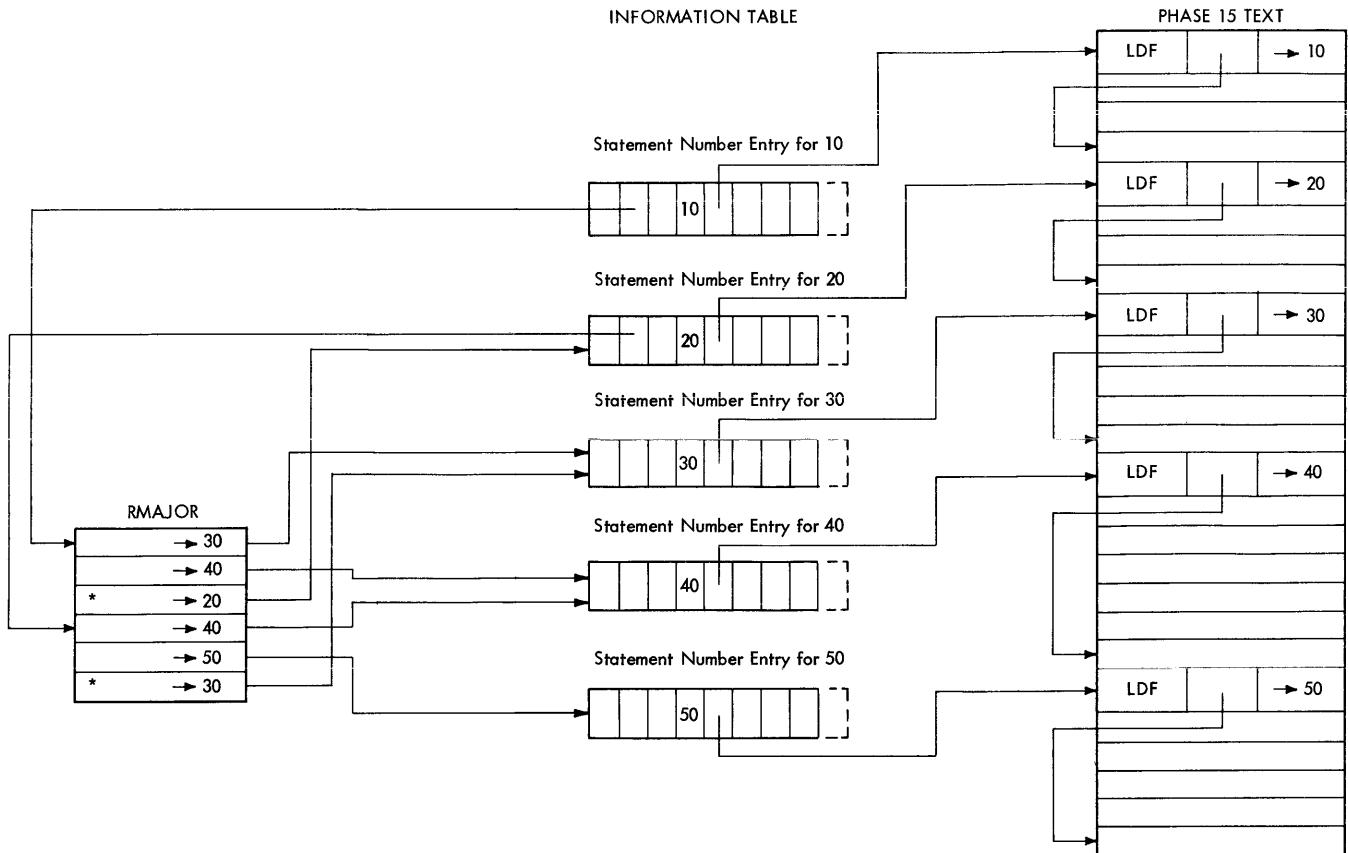 INFORMATION TABLE
PHASE 15 TEXT
LDF → 10
Statement Number Entry for 10
10
LDF → 20
Statement Number Entry for 20
20
LDF → 30
Statement Number Entry for 30
30
LDF → 40
RMAJOR
→ 30
→ 40
* → 20
→ 40
→ 50
* → 30
Statement Number Entry for 40
40
Statement Number Entry for 50
50
LDF → 50